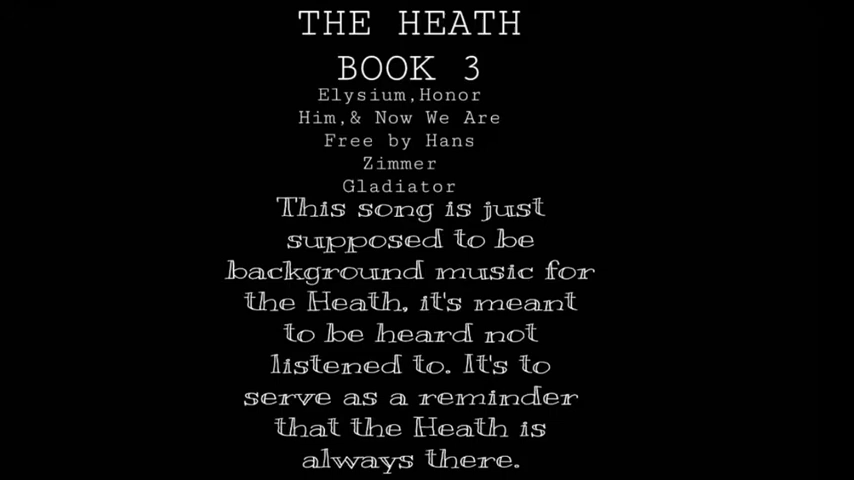 THE HEATH
BOOK 3
Elysium,Honor
Him,& Now We Are
Free by Hans
Zimmer
Gladiator
This song is just
supposed to be
background music for
the Heath, it's meant
to be heard not
listened to. It's to
serve as a reminder
that the Heath is
always there.